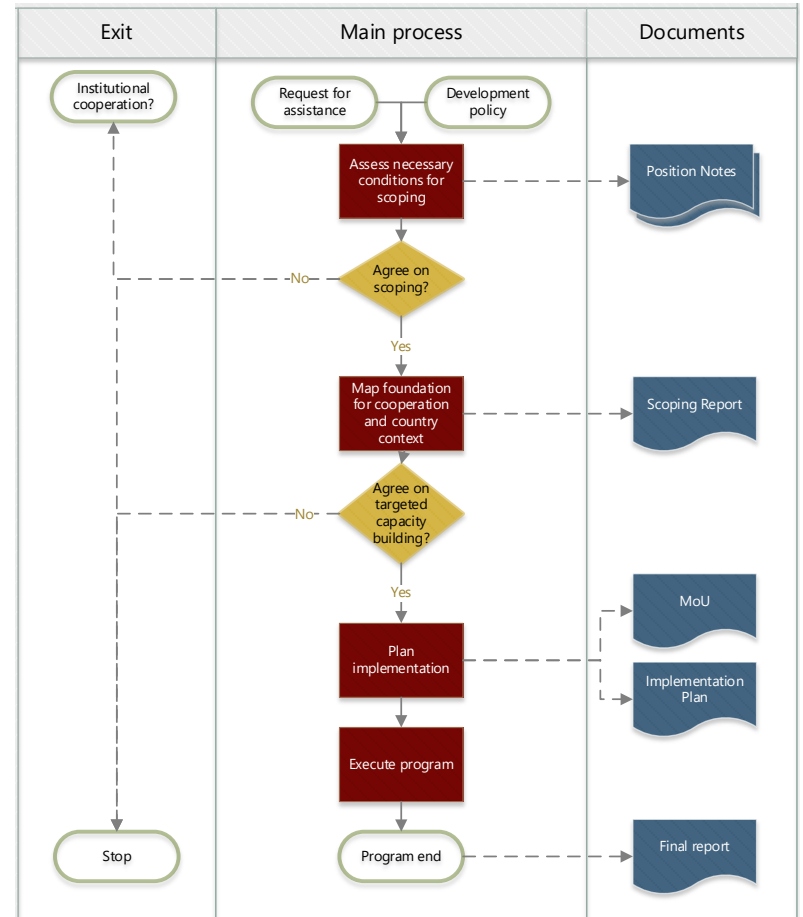 Exit
Main process
Documents
Institutional
cooperation?
Request for
assistance
Development
policy
Assess necessary
conditions for
scoping
Position Notes
Agree on
scoping?
No
Yes
Map foundation
for cooperation
and country
context
Scoping Report
Agree on
targeted
capacity
building?
No
Yes
MoU
Plan
implementation
Implementation
Plan
Execute program
Stop
Program end
Final report